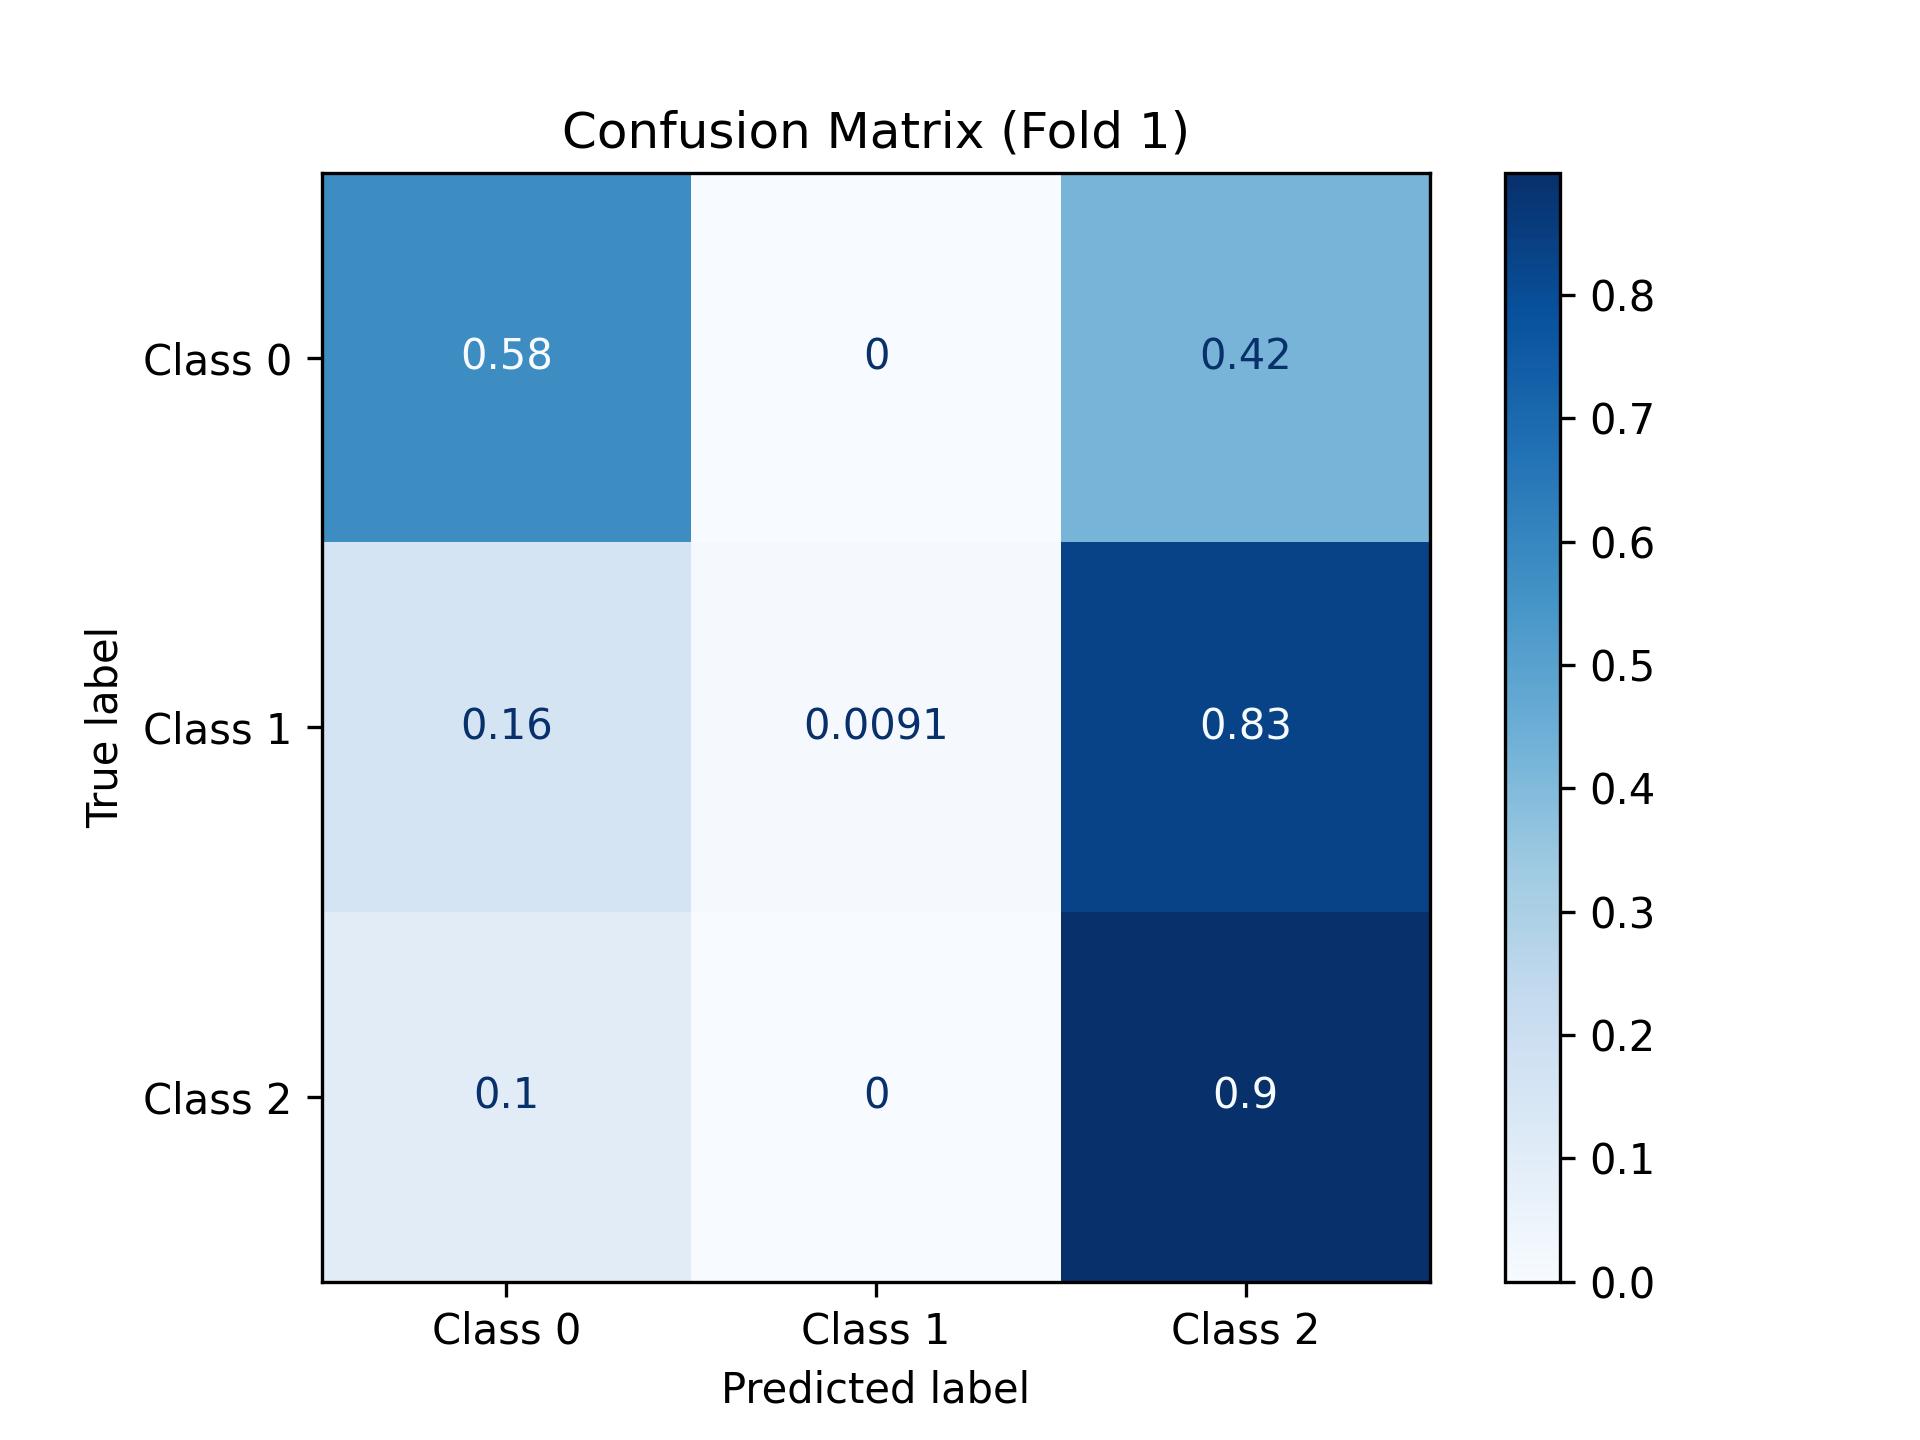 Confusion Matrix (Fold 1)
True label
Class 0
0.58 0 0.42
Class 1
0.16 0.0091 0.83
Class 2
0.1 0 0.9
Class 0 Class 1 Class 2
Predicted label
0.8
0.7
0.6
0.5
0.4
0.3
0.2
0.1
0.0